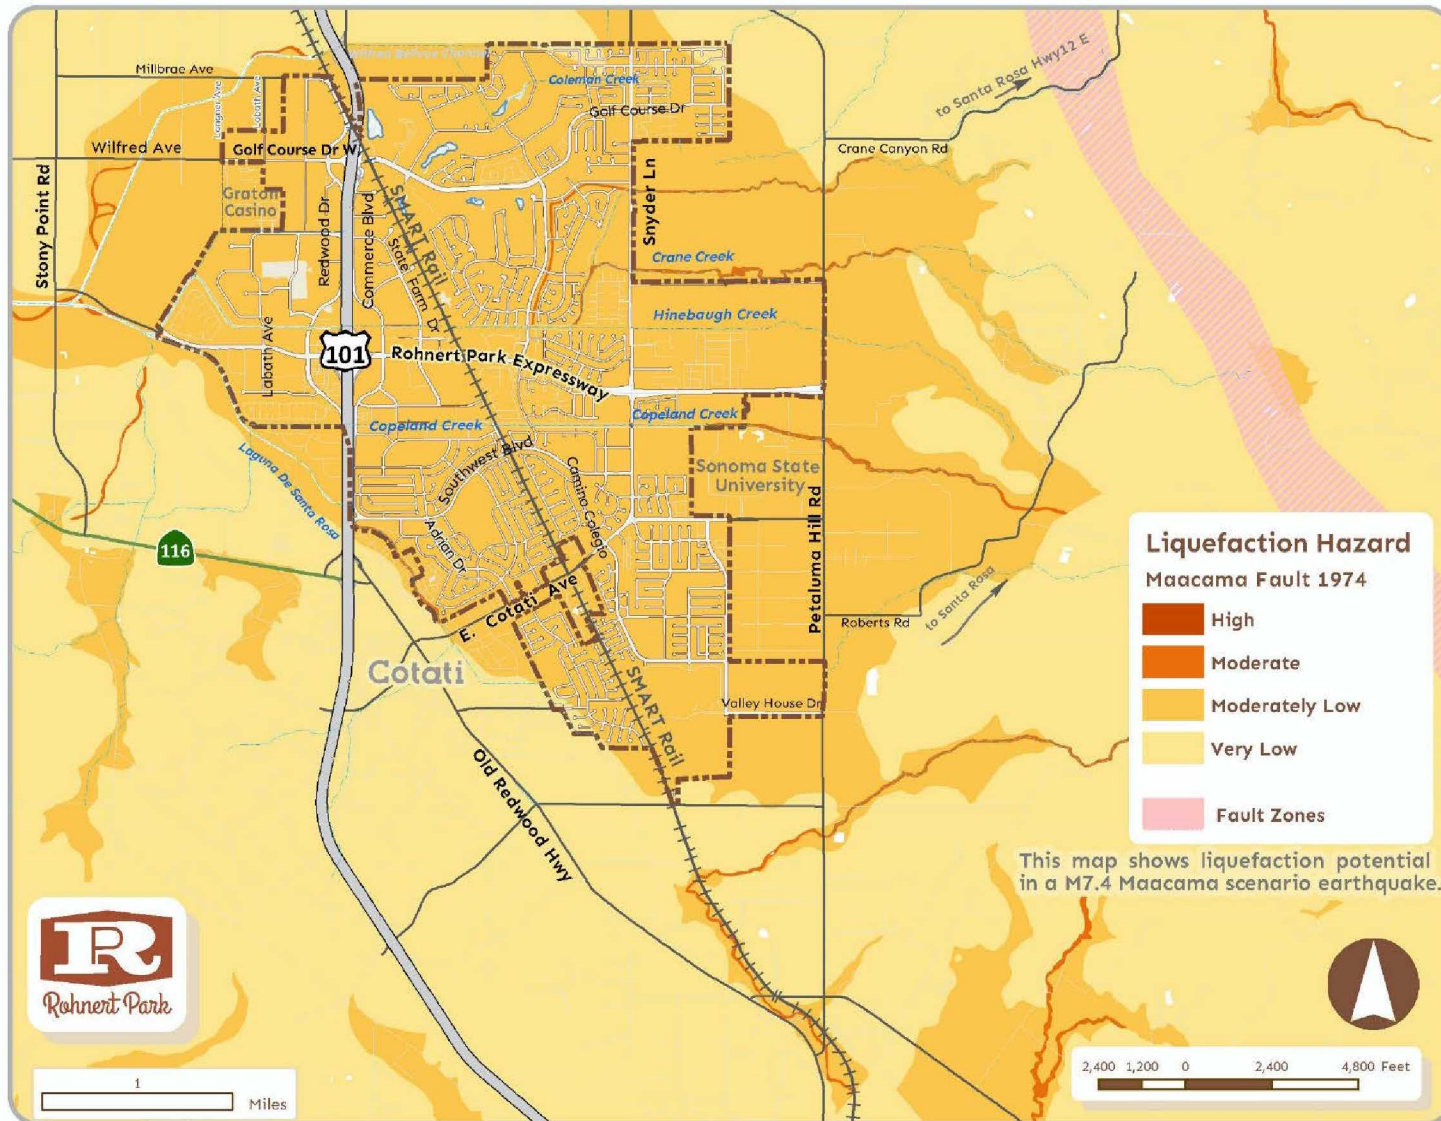 Millbrae Ave
Langner Ave
Labath Ave
Coleman Creek
to Santa Rosa Hwy12 E
Golf Course Dr
Wilfred Ave
Golf Course Dr W
Crane Canyon Rd
Stony Point Rd
Graton
Casino
Redwood Dr
Commerce Blvd
SMART Rail
State Farm Dr
Snyder Ln
Crane Creek
Hinebaugh Creek
Labath Ave
101
Rohnert Park Expressway
Copeland Creek
Copeland Creek
Laguna De Santa Rosa
Southwest Blvd
Camino Colegio
Sonoma State
University
Petaluma Hill Rd
116
Adrian Dr
E. Cotati Ave
Roberts Rd
to Santa Rosa
Cotati
SMART Rail
Valley House Dr
Old Redwood Hwy
Liquefaction Hazard
Maacama Fault 1974
High
Moderate
Moderately Low
Very Low
Fault Zones
This map shows liquefaction potential
in a M7.4 Maacama scenario earthquake.
R
Rohnert Park
1
Miles
2,400 1,200 0 2,400 4,800 Feet